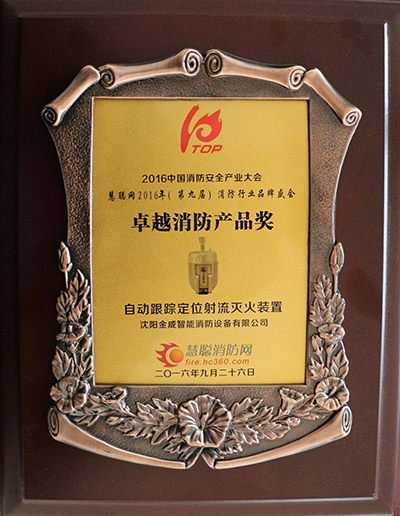 TOP
2016中国消防安全产业大会
慧聪网2016年(第九届)消防行业品牌盛会
卓越消防产品奖
自动跟踪定位射流灭火装置
沈阳金威智能消防设备有限公司
慧聪消防网
fire.hc360.com
二〇一六年九月二十六日